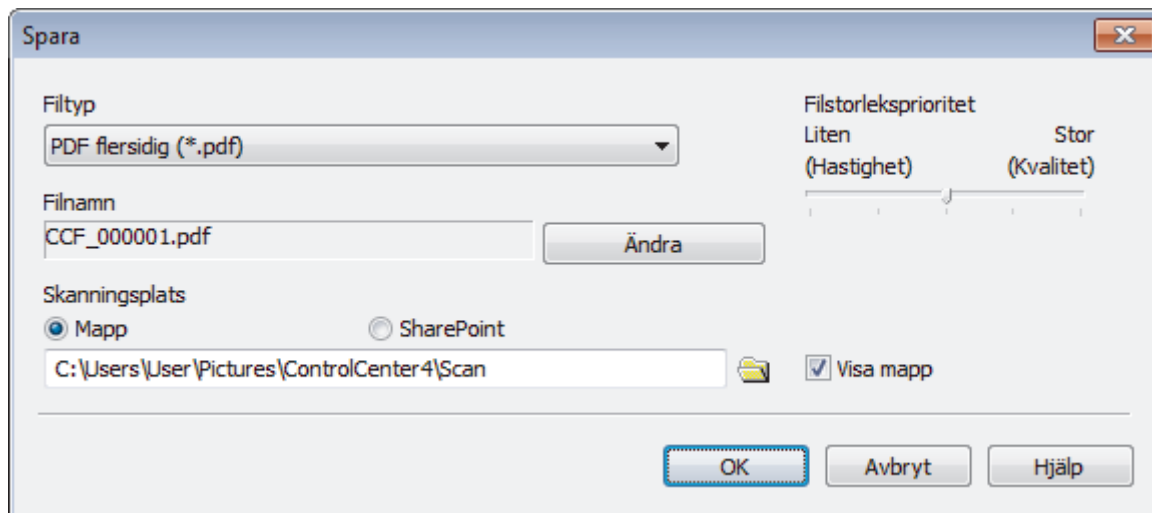 Spara
Filtyp
PDF flersidig (*.pdf)
Filstorleksprioritet
Liten Stor
(Hastighet) (Kvalitet)
Filnamn
CCF_000001.pdf
Ändra
Skanningsplats
Mapp SharePoint
C:\Users\User\Pictures\ControlCenter4\Scan
Visa mapp
OK Avbryt Hjälp